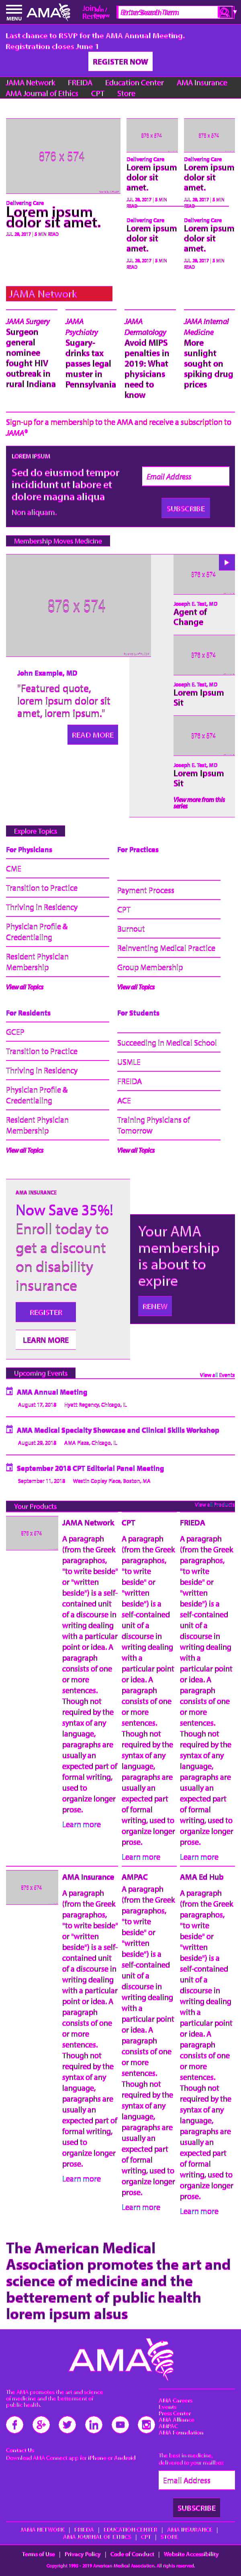 MENU
AMA
Join /
Renew
Enter Search Term
Last chance to RSVP for the AMA Annual Meeting.
Registration closes June 1
REGISTER NOW
JAMA Network FREIDA Education Center AMA Insurance
AMA Journal of Ethics CPT Store
876 x 574
Delivering Care
Lorem ipsum
dolor sit amet.
JUL 28, 2017 | 5 MIN READ
876 x 574
Delivering Care
Lorem ipsum
dolor sit
amet.
JUL 28, 2017 | 5 MIN
READ
876 x 574
Delivering Care
Lorem ipsum
dolor sit
amet.
JUL 28, 2017 | 5 MIN
READ
Delivering Care
Lorem ipsum
dolor sit
amet.
JUL 28, 2017 | 5 MIN
READ
Delivering Care
Lorem ipsum
dolor sit
amet.
JUL 28, 2017 | 5 MIN
READ
JAMA Network
JAMA Surgery
Surgeon
general
nominee
fought HIV
outbreak in
rural Indiana
JAMA
Psychiatry
Sugary-
drinks tax
passes legal
muster in
Pennsylvania
JAMA
Dermatology
Avoid MIPS
penalties in
2019: What
physicians
need to
know
JAMA Internal
Medicine
More
sunlight
sought on
spiking drug
prices
Sign-up for a membership to the AMA and receive a subscription to
JAMA®
LOREM IPSUM
Sed do eiusmod tempor
incididunt ut labore et
dolore magna aliqua
Non aliquam.
Email Address
SUBSCRIBE
Membership Moves Medicine
876 x 574
John Example, MD
"Featured quote,
lorem ipsum dolor sit
amet, lorem ipsum."
READ MORE
876 x 574
Joseph E. Test, MD
Agent of
Change
876 x 574
Joseph E. Test, MD
Lorem Ipsum
Sit
876 x 574
Joseph E. Test, MD
Lorem Ipsum
Sit
View more from this
series
Explore Topics
For Physicians
CME
Transition to Practice
Thriving in Residency
Physician Profile &
Credentialing
Resident Physician
Membership
View all Topics
For Practices
Payment Process
CPT
Burnout
Reinventing Medical Practice
Group Membership
View all Topics
For Residents
GCEP
Transition to Practice
Thriving in Residency
Physician Profile &
Credentialing
Resident Physician
Membership
View all Topics
For Students
Succeeding in Medical School
USMLE
FREIDA
ACE
Training Physicians of
Tomorrow
View all Topics
AMA INSURANCE
Now Save 35%!
Enroll today to
get a discount
on disability
insurance
REGISTER
LEARN MORE
Your AMA
membership
is about to
expire
RENEW
Upcoming Events
View all Events
AMA Annual Meeting
August 17, 2018 Hyatt Regency, Chicago, IL
AMA Medical Specialty Showcase and Clinical Skills Workshop
August 28, 2018 AMA Plaza, Chicago, IL
September 2018 CPT Editorial Panel Meeting
September 11, 2018 Westin Copley Place, Boston, MA
Your Products
View all Products
876 x 574
JAMA Network
A paragraph
(from the Greek
paragraphos,
"to write beside"
or "written
beside") is a self-
contained unit
of a discourse in
writing dealing
with a particular
point or idea. A
paragraph
consists of one
or more
sentences.
Though not
required by the
syntax of any
language,
paragraphs are
usually an
expected part of
formal writing,
used to
organize longer
prose.
Learn more
CPT
A paragraph
(from the Greek
paragraphos,
"to write
beside" or
"written
beside") is a
self-contained
unit of a
discourse in
writing dealing
with a
particular point
or idea. A
paragraph
consists of one
or more
sentences.
Though not
required by the
syntax of any
language,
paragraphs are
usually an
expected part
of formal
writing, used to
organize longer
prose.
Learn more
FRIEDA
A paragraph
(from the Greek
paragraphos,
"to write
beside" or
"written
beside") is a
self-contained
unit of a
discourse in
writing dealing
with a
particular point
or idea. A
paragraph
consists of one
or more
sentences.
Though not
required by the
syntax of any
language,
paragraphs are
usually an
expected part
of formal
writing, used to
organize longer
prose.
Learn more
876 x 574
AMA Insurance
A paragraph
(from the Greek
paragraphos,
"to write beside"
or "written
beside") is a self-
contained unit
of a discourse in
writing dealing
with a particular
point or idea. A
paragraph
consists of one
or more
sentences.
Though not
required by the
syntax of any
language,
paragraphs are
usually an
expected part of
formal writing,
used to
organize longer
prose.
Learn more
AMPAC
A paragraph
(from the Greek
paragraphos,
"to write
beside" or
"written
beside") is a
self-contained
unit of a
discourse in
writing dealing
with a
particular point
or idea. A
paragraph
consists of one
or more
sentences.
Though not
required by the
syntax of any
language,
paragraphs are
usually an
expected part
of formal
writing, used to
organize longer
prose.
Learn more
AMA Ed Hub
A paragraph
(from the Greek
paragraphos,
"to write
beside" or
"written
beside") is a
self-contained
unit of a
discourse in
writing dealing
with a
particular point
or idea. A
paragraph
consists of one
or more
sentences.
Though not
required by the
syntax of any
language,
paragraphs are
usually an
expected part
of formal
writing, used to
organize longer
prose.
Learn more
The American Medical
Association promotes the art and
science of medicine and the
betterement of public health
lorem ipsum alsus
AMA
The AMA promotes the art and science
of medicine and the betterment of
public health.
AMA Careers
Events
Press Center
AMA Alliance
AMPAC
AMA Foundation
Contact Us
Download AMA Connect app for iPhone or Android
The best in medicine,
delivered to your mailbox
Email Address
SUBSCRIBE
JAMA NETWORK | FREIDA | EDUCATION CENTER | AMA INSURANCE |
AMA JOURNAL OF ETHICS | CPT | STORE
Terms of Use | Privacy Policy | Code of Conduct | Website Accessibility
Copyright 1995 - 2019 American Medical Association. All rights reserved.